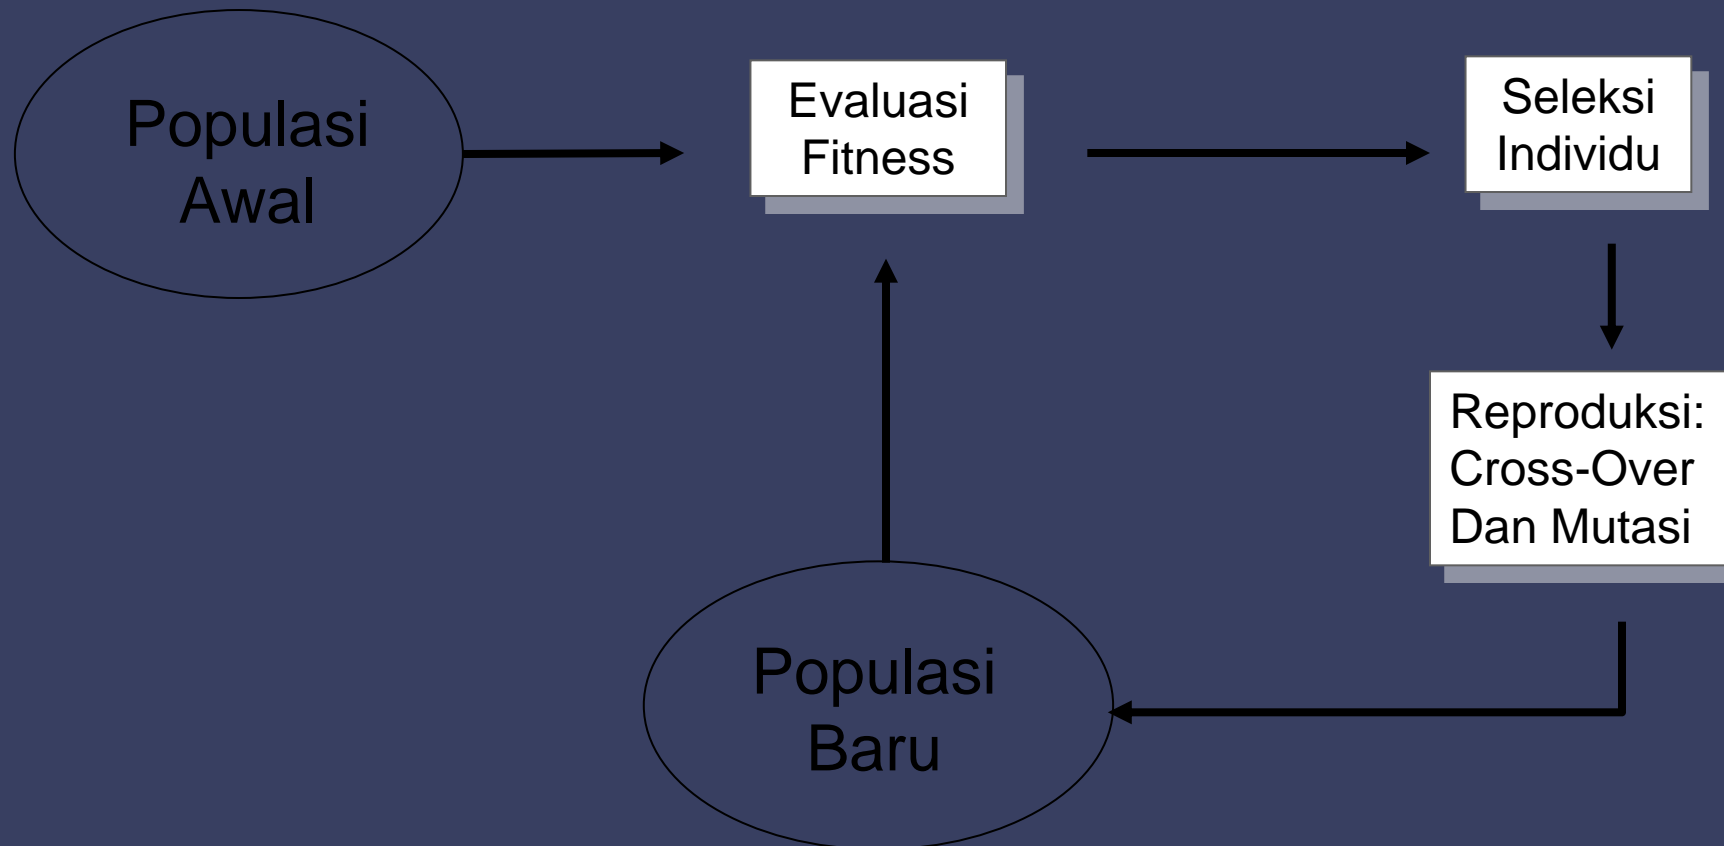 Populasi
Awal
Evaluasi
Fitness
Seleksi
Individu
Reproduksi:
Cross-Over
Dan Mutasi
Populasi
Baru